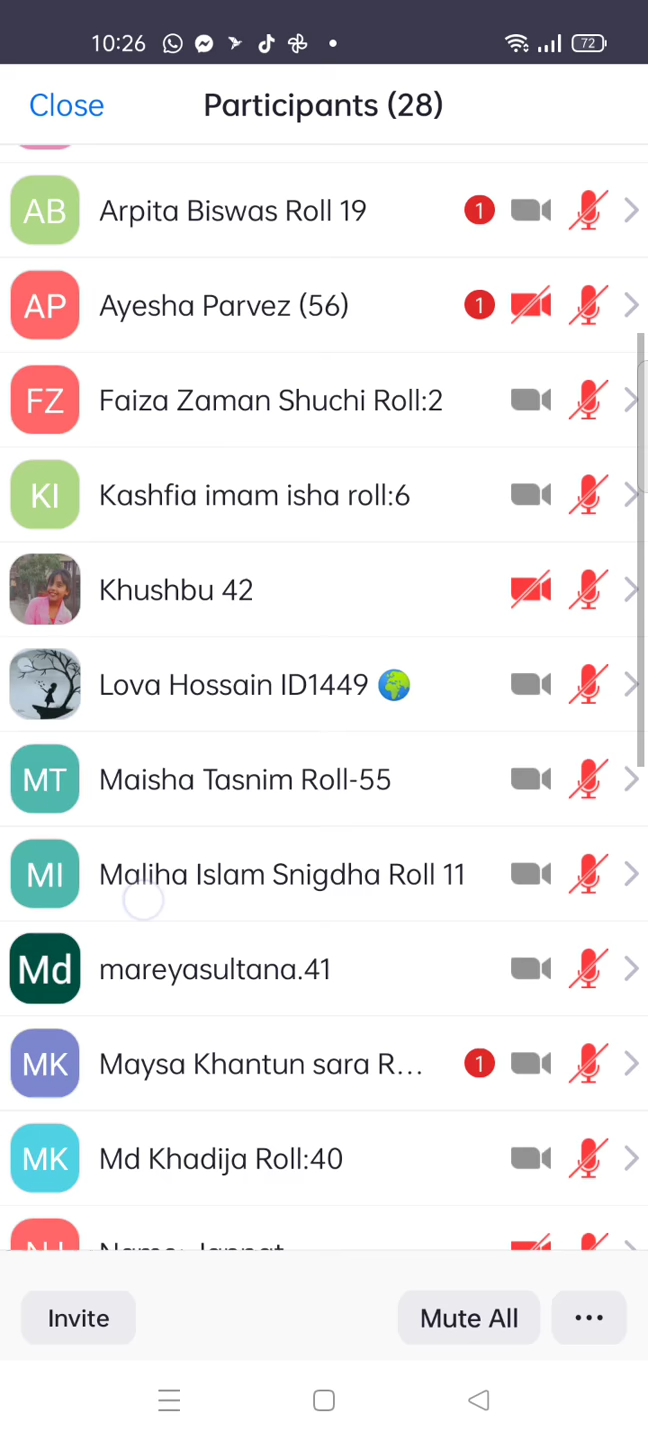 10:26
72
Close
Participants (28)
AB Arpita Biswas Roll 19 1
AP Ayesha Parvez (56) 1
FZ Faiza Zaman Shuchi Roll:2
KI Kashfia imam isha roll:6
Khushbu 42
Lova Hossain ID1449 🌍
MT Maisha Tasnim Roll-55
MI Maliha Islam Snigdha Roll 11
Md mareyasultana.41
MK Maysa Khantun sara R... 1
MK Md Khadija Roll:40
NJ Name: Jannat
Invite
Mute All
...